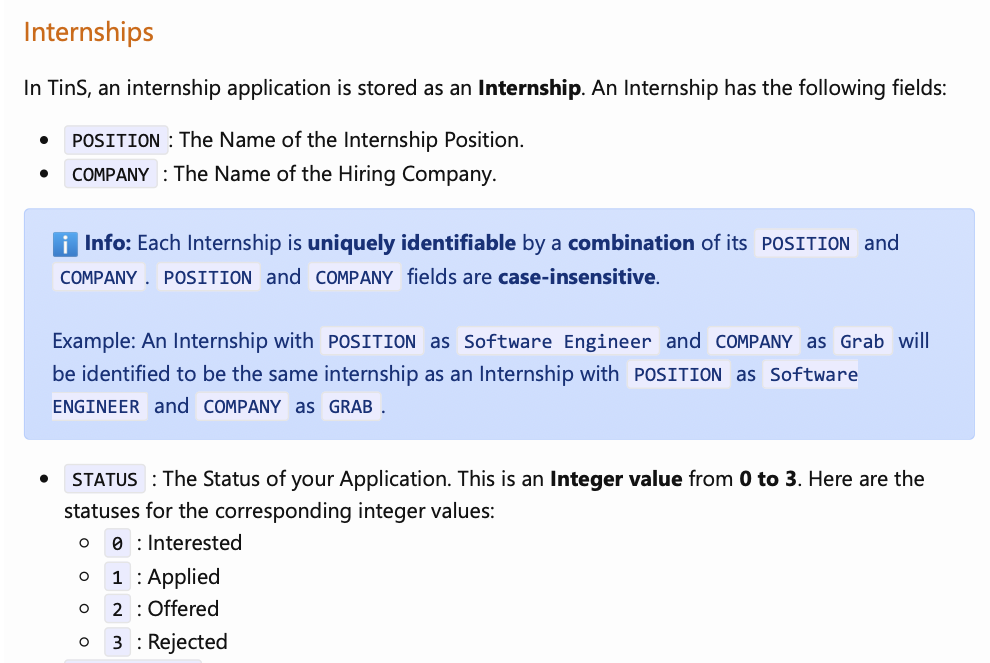 Internships
In TinS, an internship application is stored as an Internship. An Internship has the following fields:
• POSITION: The Name of the Internship Position.
• COMPANY : The Name of the Hiring Company.
ℹ️ Info: Each Internship is uniquely identifiable by a combination of its POSITION and
COMPANY. POSITION and COMPANY fields are case-insensitive.
Example: An Internship with POSITION as Software Engineer and COMPANY as Grab will
be identified to be the same internship as an Internship with POSITION as Software
ENGINEER and COMPANY as GRAB.
• STATUS : The Status of your Application. This is an Integer value from 0 to 3. Here are the
statuses for the corresponding integer values:
○ 0 : Interested
○ 1 : Applied
○ 2 : Offered
○ 3 : Rejected